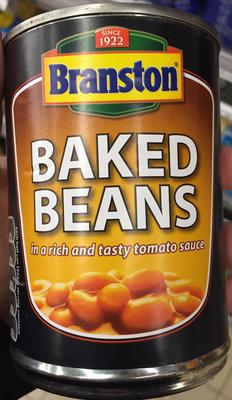 SINCE
1922
Branston
BAKED
BEANS
in a rich and tasty tomato sauce